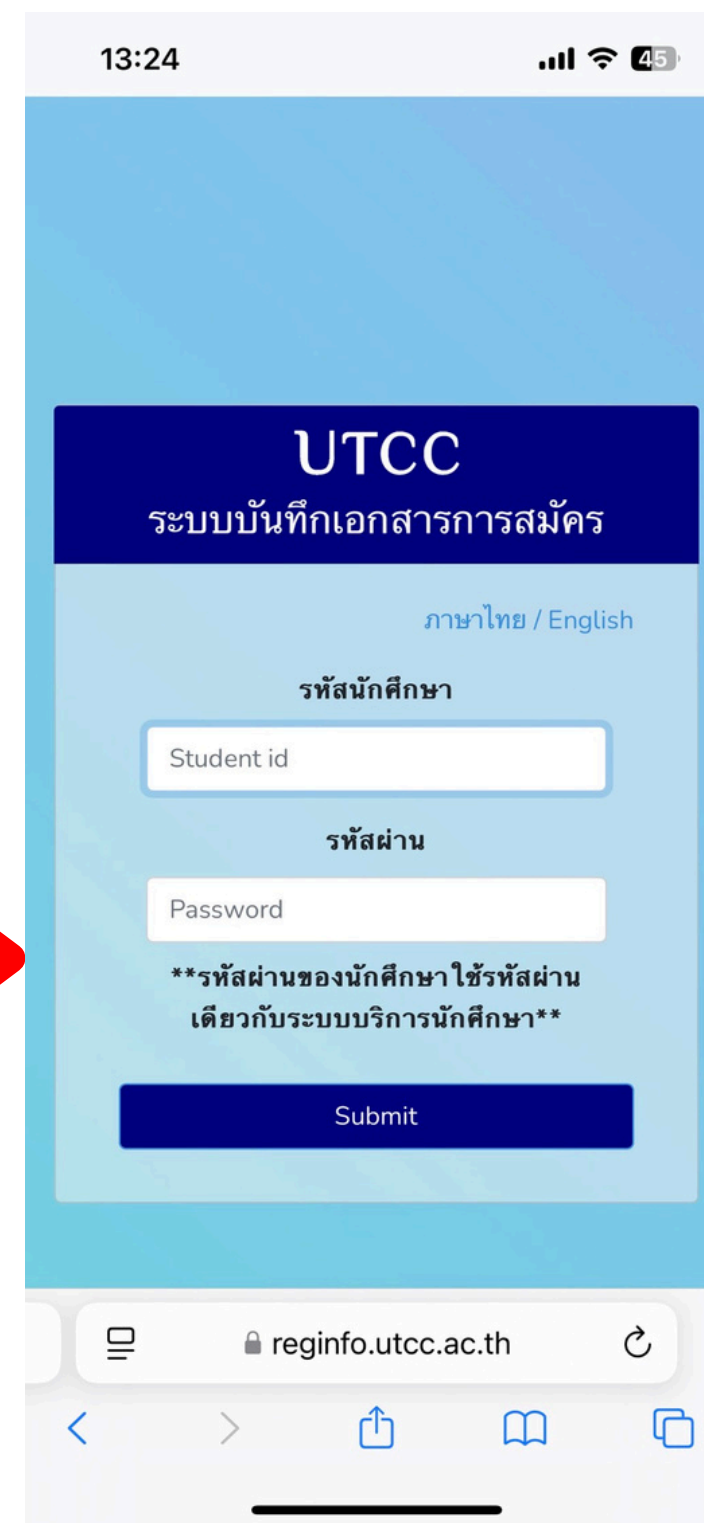 13:24
45
UTCC
ระบบบันทึกเอกสารการสมัคร
ภาษาไทย / English
รหัสนักศึกษา
Student id
รหัสผ่าน
Password
**รหัสผ่านของนักศึกษาใช้รหัสผ่าน
เดียวกับระบบบริการนักศึกษา**
Submit
reginfo.utcc.ac.th